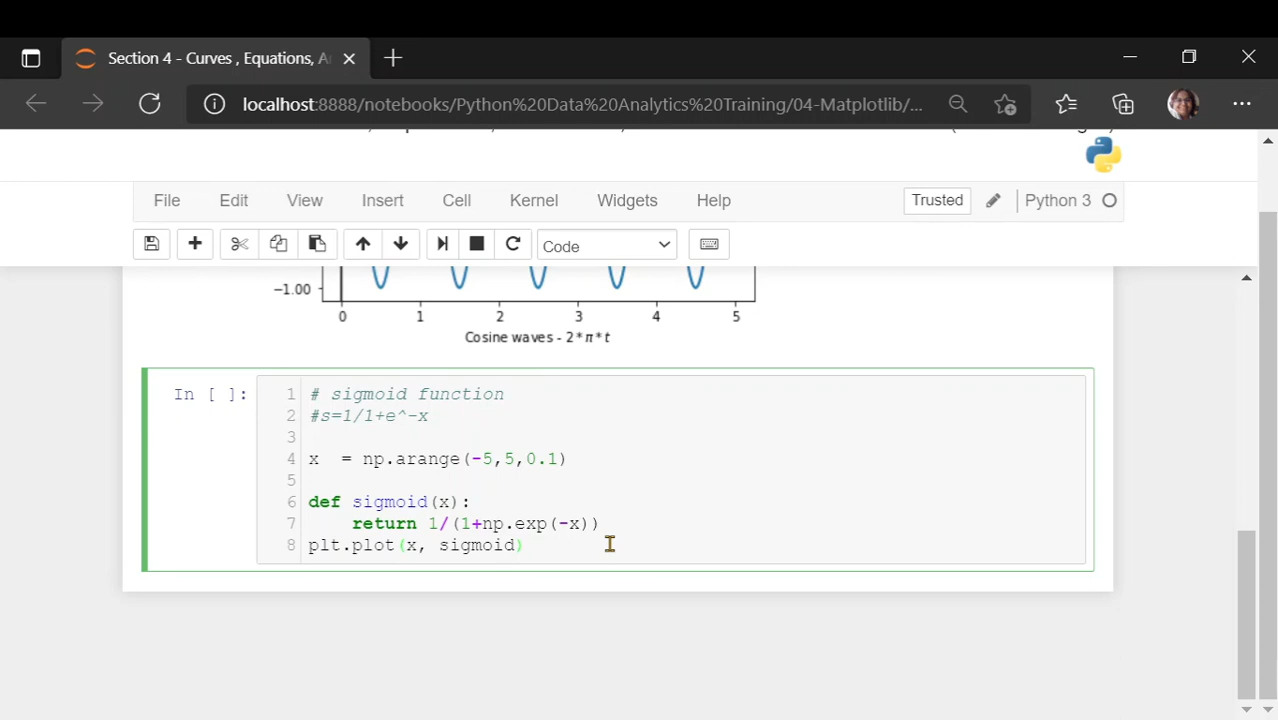 Section 4 - Curves , Equations, A
localhost:8888/notebooks/Python%20Data%20Analytics%20Training/04-Matplotlib/...
File Edit View Insert Cell Kernel Widgets Help Trusted Python 3
Code
−1.00
0 1 2 3 4 5
Cosine waves - 2*π*t
In [ ]:
1 # sigmoid function
2 #s=1/1+e^-x
3
4 x  = np.arange(-5,5,0.1)
5
6 def sigmoid(x):
7     return 1/(1+np.exp(-x))
8 plt.plot(x, sigmoid)